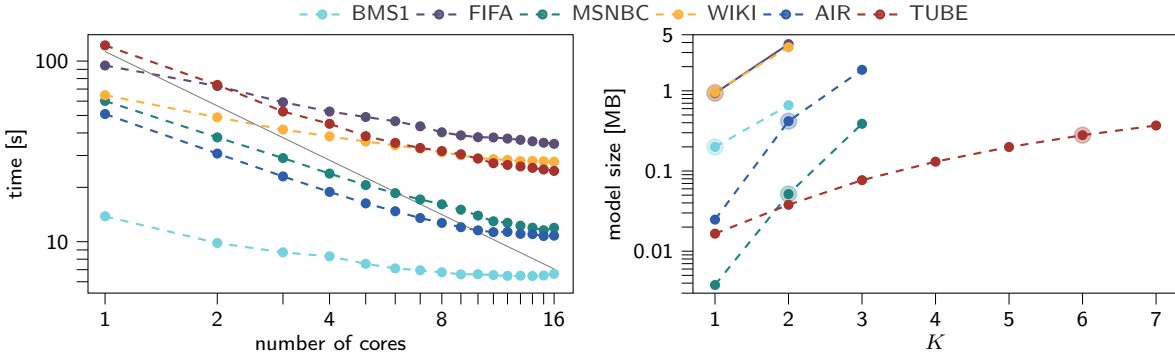 BMS1 FIFA MSNBC WIKI AIR TUBE
100
10
time [s]
1 2 4 8 16
number of cores
5
1
0.1
0.01
model size [MB]
1 2 3 4 5 6 7
K